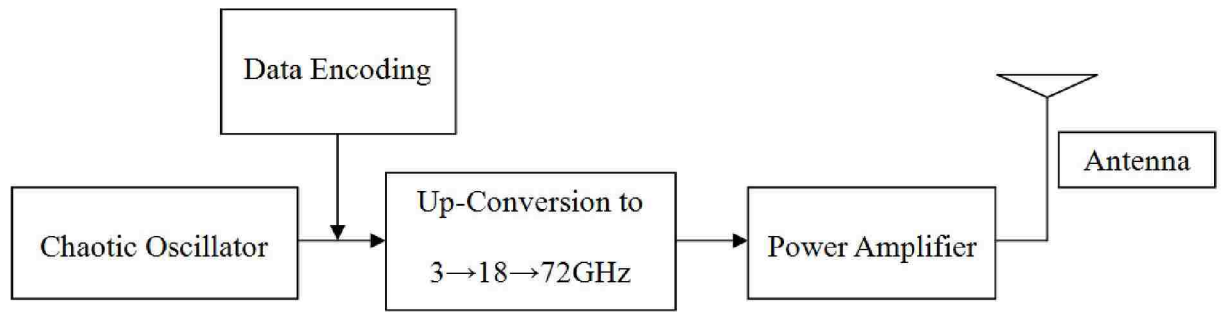 Data Encoding
Antenna
Up-Conversion to
Chaotic Oscillator
Power Amplifier
3→18→72GHz